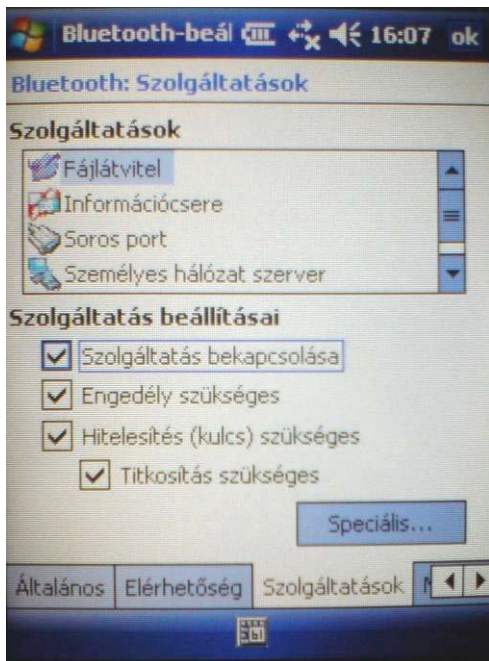 Bluetooth-beál 16:07 ok
Bluetooth: Szolgáltatások
Szolgáltatások
Fájlátvitel
Információcsere
Soros port
Személyes hálózat szerver
Szolgáltatás beállításai
Szolgáltatás bekapcsolása
Engedély szükséges
Hitelesítés (kulcs) szükséges
Titkosítás szükséges
Speciális...
Általános Elérhetőség Szolgáltatások